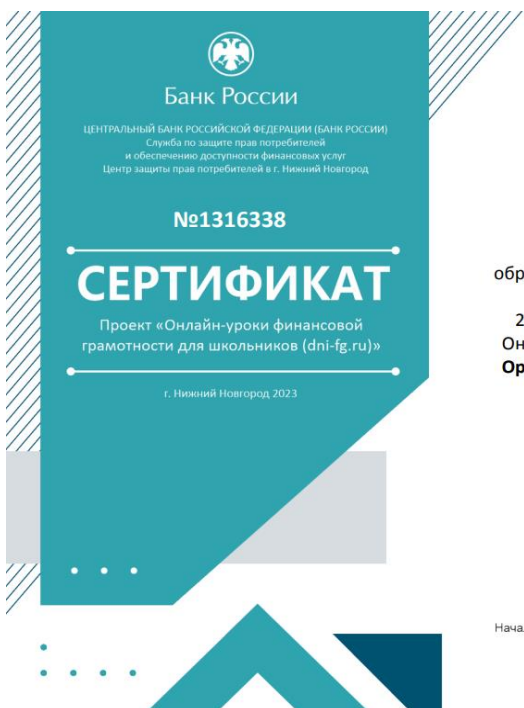 Банк России
ЦЕНТРАЛЬНЫЙ БАНК РОССИЙСКОЙ ФЕДЕРАЦИИ (БАНК РОССИИ)
Служба по защите прав потребителей
и обеспечению доступности финансовых услуг
Центр защиты прав потребителей в г. Нижний Новгород
№1316338
СЕРТИФИКАТ
Проект «Онлайн-уроки финансовой
грамотности для школьников (dni-fg.ru)»
г. Нижний Новгород 2023